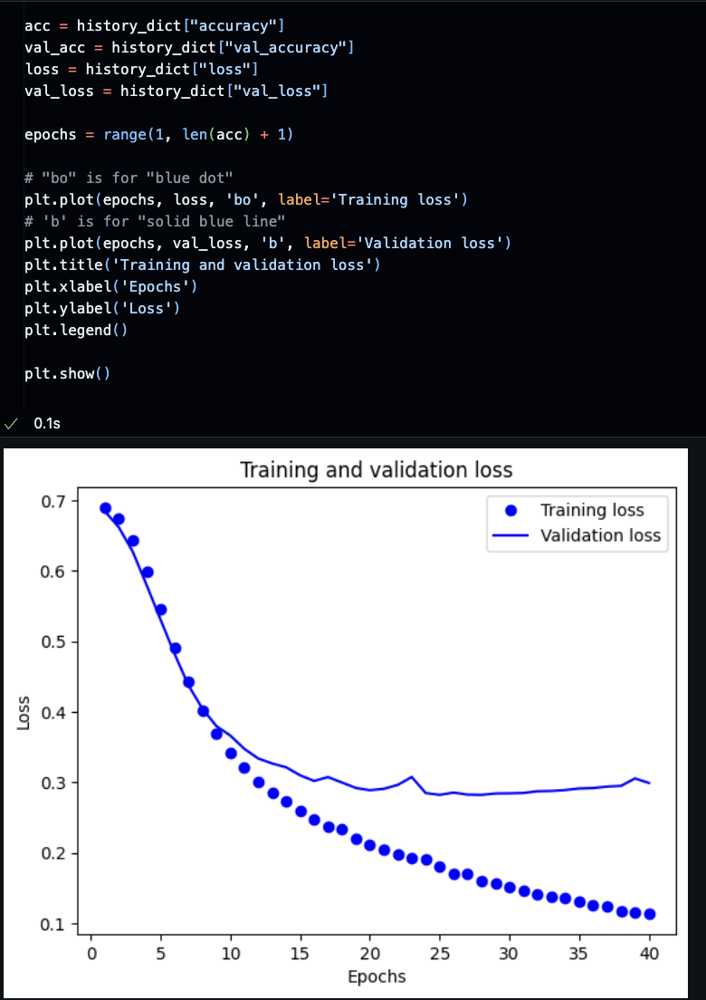 acc = history_dict["accuracy"]
val_acc = history_dict["val_accuracy"]
loss = history_dict["loss"]
val_loss = history_dict["val_loss"]
epochs = range(1, len(acc) + 1)
# "bo" is for "blue dot"
plt.plot(epochs, loss, 'bo', label='Training loss')
# 'b' is for "solid blue line"
plt.plot(epochs, val_loss, 'b', label='Validation loss')
plt.title('Training and validation loss')
plt.xlabel('Epochs')
plt.ylabel('Loss')
plt.legend()
plt.show()
0.1s
Training and validation loss
Training loss
Validation loss
Loss
0.7
0.6
0.5
0.4
0.3
0.2
0.1
0 5 10 15 20 25 30 35 40
Epochs